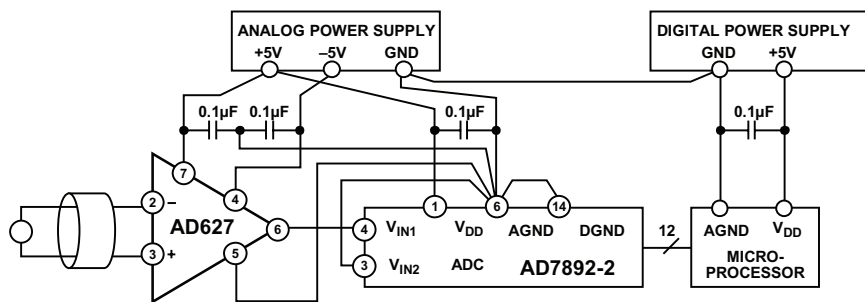 ANALOG POWER SUPPLY
+5V –5V GND
DIGITAL POWER SUPPLY
GND +5V
0.1µF 0.1µF 0.1µF 0.1µF
7
4
2 –
AD627
6
3 +
5
1 6 14
4 VIN1 VDD AGND DGND
3 VIN2 ADC AD7892-2
12
AGND VDD
MICRO-
PROCESSOR